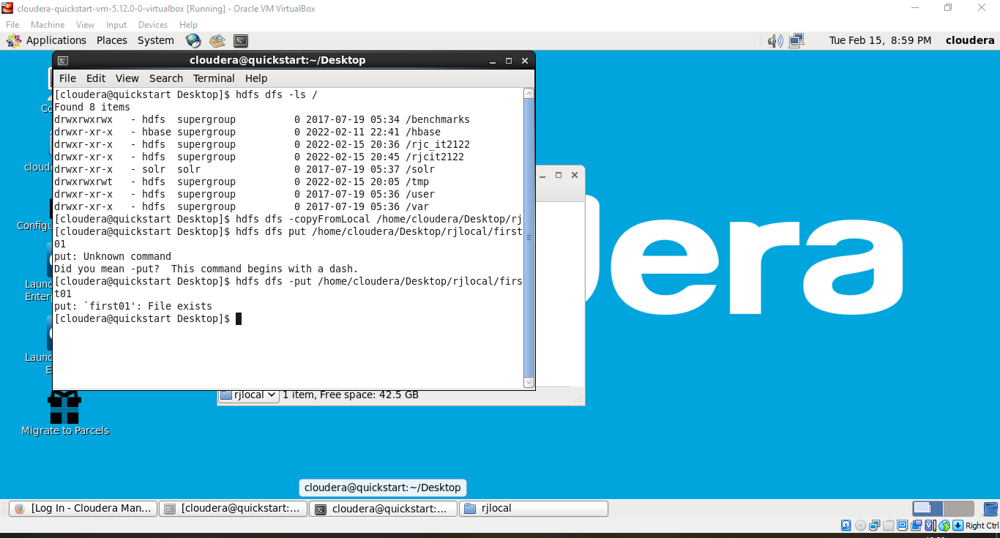 cloudera-quickstart-vm-5.12.0-0-virtualbox [Running] - Oracle VM VirtualBox
File Machine View Input Devices Help
Applications Places System Tue Feb 15, 8:59 PM cloudera
cloudera@quickstart:~/Desktop
File Edit View Search Terminal Help
[cloudera@quickstart Desktop]$ hdfs dfs -ls /
Found 8 items
drwxrwxrwx   - hdfs  supergroup          0 2017-07-19 05:34 /benchmarks
drwxr-xr-x   - hbase supergroup          0 2022-02-11 22:41 /hbase
drwxr-xr-x   - hdfs  supergroup          0 2022-02-15 20:36 /rjc_it2122
drwxr-xr-x   - hdfs  supergroup          0 2022-02-15 20:45 /rjcit2122
drwxr-xr-x   - solr  solr                0 2017-07-19 05:37 /solr
drwxrwxrwt   - hdfs  supergroup          0 2022-02-15 20:05 /tmp
drwxr-xr-x   - hdfs  supergroup          0 2017-07-19 05:36 /user
drwxr-xr-x   - hdfs  supergroup          0 2017-07-19 05:36 /var
[cloudera@quickstart Desktop]$ hdfs dfs -copyFromLocal /home/cloudera/Desktop/rj
[cloudera@quickstart Desktop]$ hdfs dfs put /home/cloudera/Desktop/rjlocal/first
01
put: Unknown command
Did you mean -put?  This command begins with a dash.
[cloudera@quickstart Desktop]$ hdfs dfs -put /home/cloudera/Desktop/rjlocal/firs
t01
put: `first01': File exists
[cloudera@quickstart Desktop]$
Co
cloud
Configu
Laun
Enter
Laun
E
Migrate to Parcels
dera
rjlocal 1 item, Free space: 42.5 GB
cloudera@quickstart:~/Desktop
[Log In - Cloudera Man... [cloudera@quickstart:... cloudera@quickstart:... rjlocal
Right Ctrl